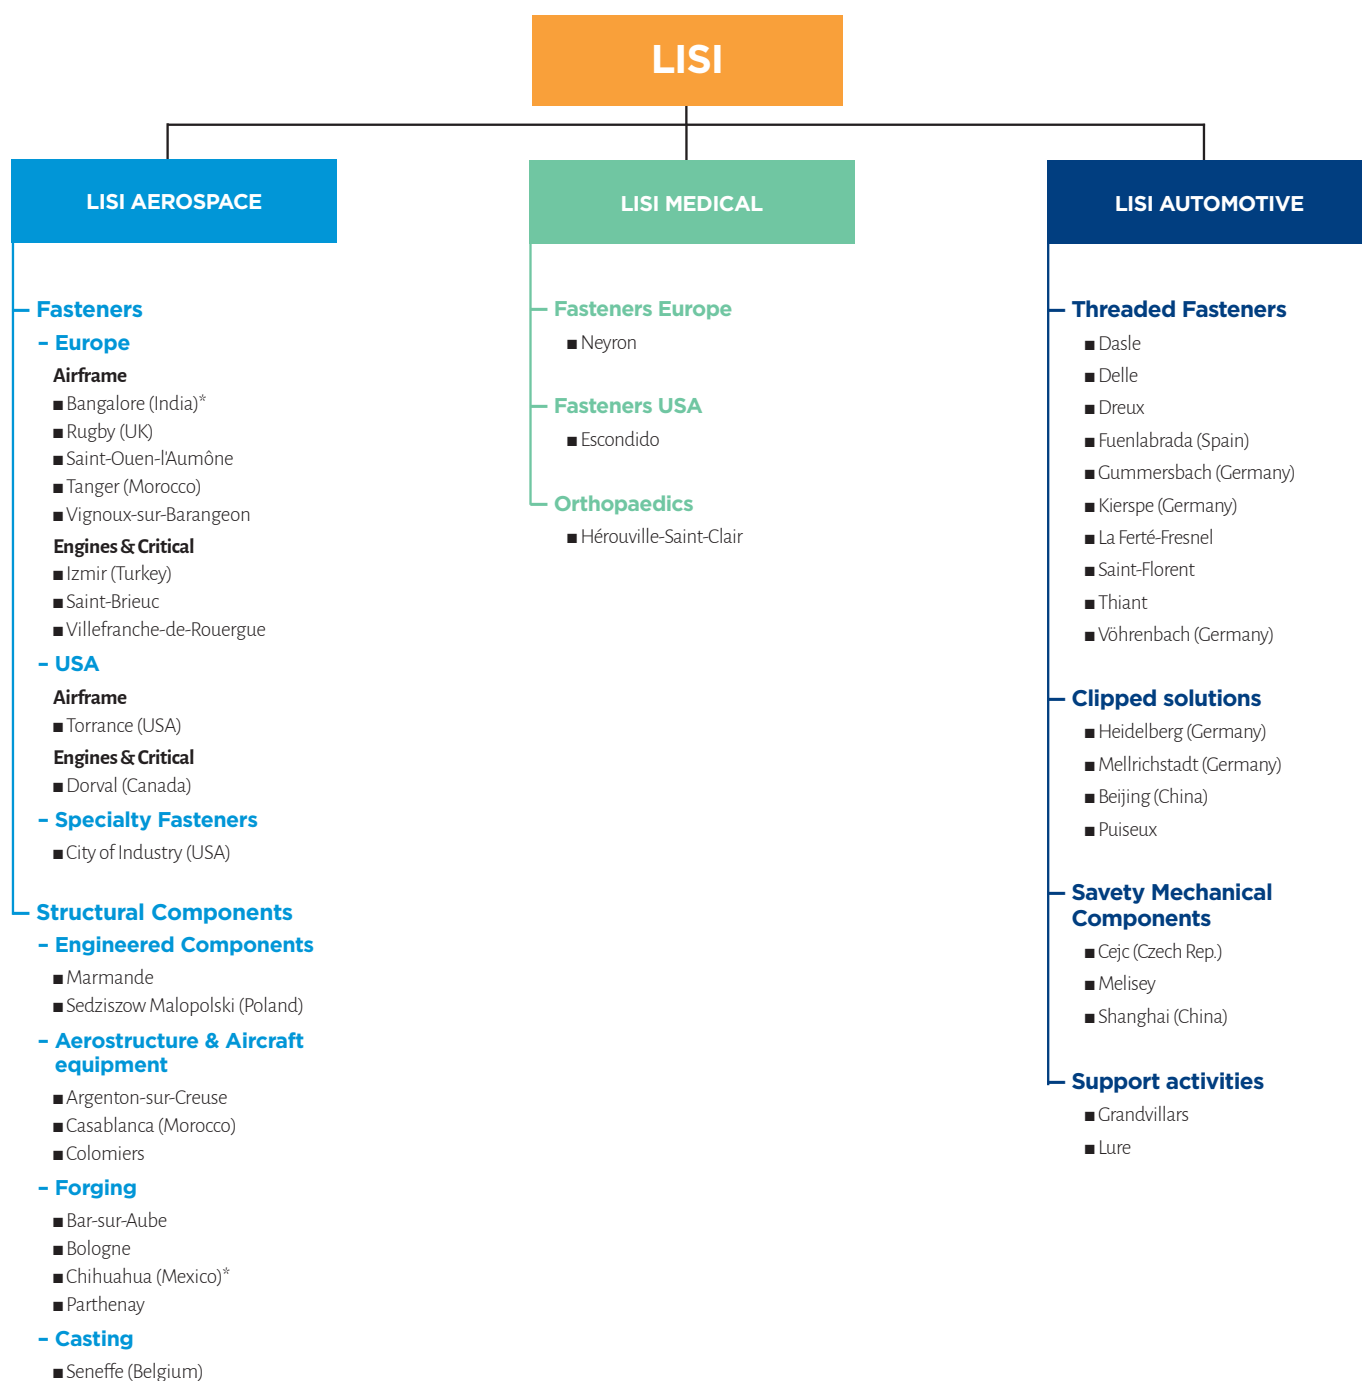 LISI
LISI AEROSPACE
Fasteners
– Europe
Airframe
■ Bangalore (India)*
■ Rugby (UK)
■ Saint-Ouen-l'Aumône
■ Tanger (Morocco)
■ Vignoux-sur-Barangeon
Engines & Critical
■ Izmir (Turkey)
■ Saint-Brieuc
■ Villefranche-de-Rouergue
– USA
Airframe
■ Torrance (USA)
Engines & Critical
■ Dorval (Canada)
– Specialty Fasteners
■ City of Industry (USA)
Structural Components
– Engineered Components
■ Marmande
■ Sedziszow Malopolski (Poland)
– Aerostructure & Aircraft
equipment
■ Argenton-sur-Creuse
■ Casablanca (Morocco)
■ Colomiers
– Forging
■ Bar-sur-Aube
■ Bologne
■ Chihuahua (Mexico)*
■ Parthenay
– Casting
■ Seneffe (Belgium)
LISI MEDICAL
Fasteners Europe
■ Neyron
Fasteners USA
■ Escondido
Orthopaedics
■ Hérouville-Saint-Clair
LISI AUTOMOTIVE
Threaded Fasteners
■ Dasle
■ Delle
■ Dreux
■ Fuenlabrada (Spain)
■ Gummersbach (Germany)
■ Kierspe (Germany)
■ La Ferté-Fresnel
■ Saint-Florent
■ Thiant
■ Vöhrenbach (Germany)
Clipped solutions
■ Heidelberg (Germany)
■ Mellrichstadt (Germany)
■ Beijing (China)
■ Puiseux
Savety Mechanical
Components
■ Cejc (Czech Rep.)
■ Melisey
■ Shanghai (China)
Support activities
■ Grandvillars
■ Lure